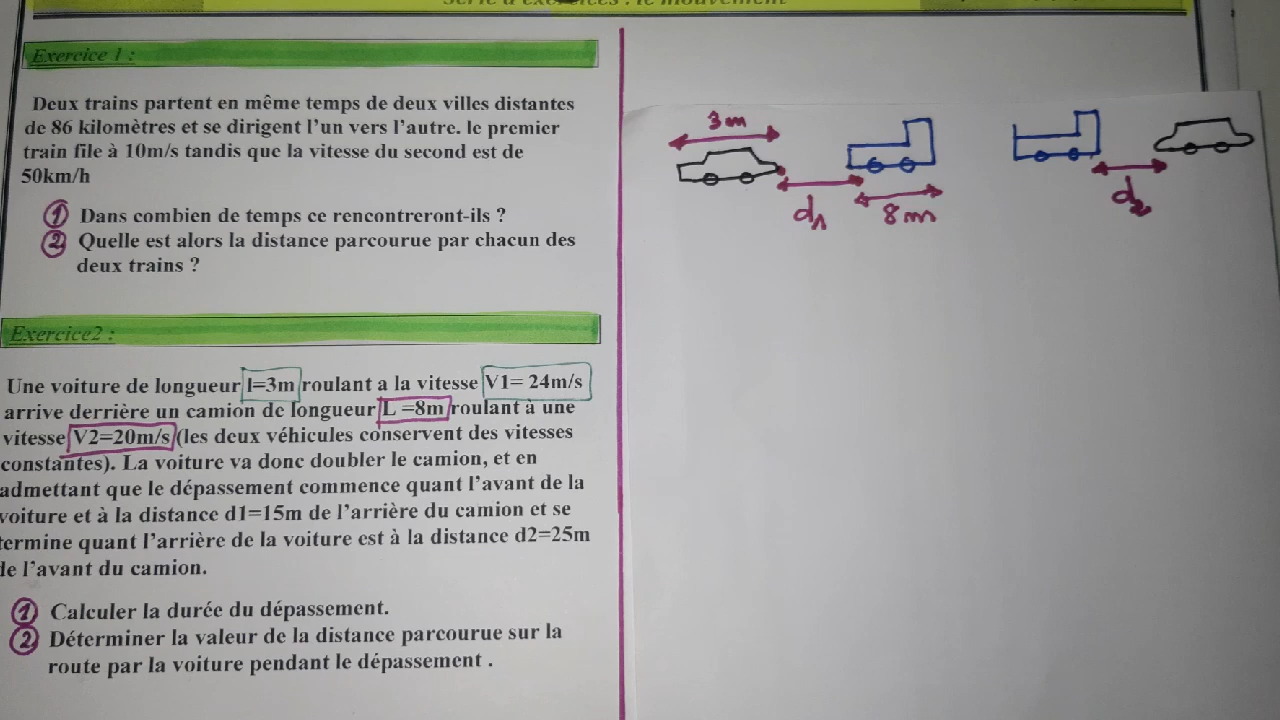 Série d'exercices : le mouvement
Exercice 1 :
Deux trains partent en même temps de deux villes distantes
de 86 kilomètres et se dirigent l'un vers l'autre. le premier
train file à 10m/s tandis que la vitesse du second est de
50km/h
1 Dans combien de temps ce rencontreront-ils ?
2 Quelle est alors la distance parcourue par chacun des
deux trains ?
Exercice2 :
Une voiture de longueur l=3m roulant a la vitesse V1= 24m/s
arrive derrière un camion de longueur L =8m roulant à une
vitesse V2=20m/s (les deux véhicules conservent des vitesses
constantes). La voiture va donc doubler le camion, et en
admettant que le dépassement commence quant l'avant de la
voiture et à la distance d1=15m de l'arrière du camion et se
termine quant l'arrière de la voiture est à la distance d2=25m
de l'avant du camion.
1 Calculer la durée du dépassement.
2 Déterminer la valeur de la distance parcourue sur la
route par la voiture pendant le dépassement .
3m
d1
8m
d2